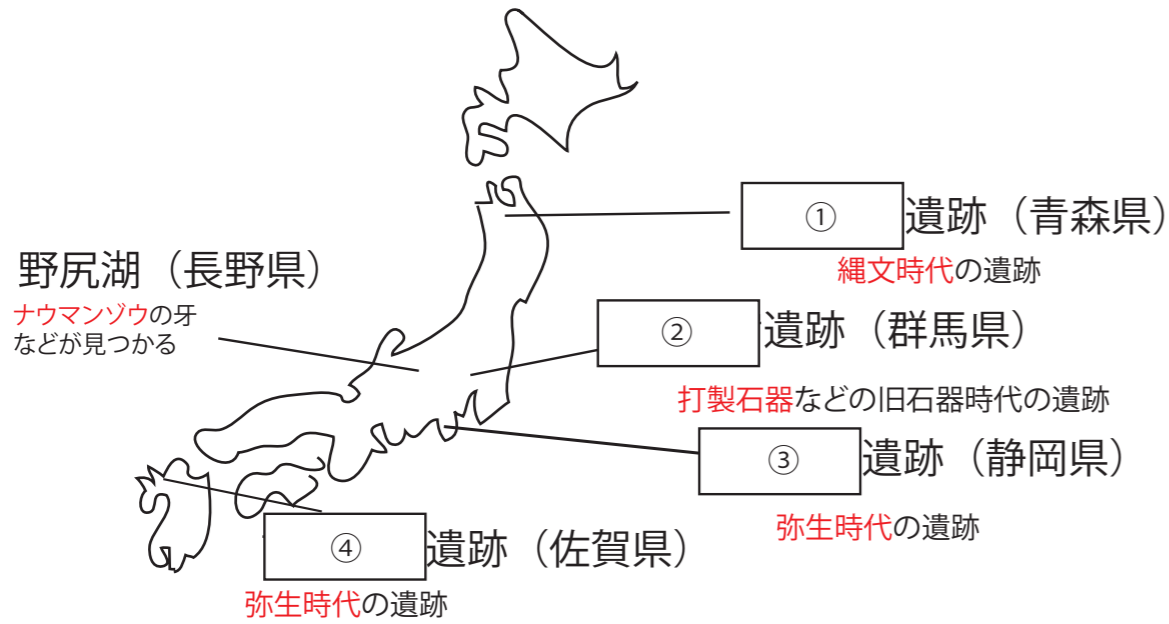 ① 遺跡（青森県）
縄文時代の遺跡
野尻湖（長野県）
ナウマンゾウの牙
などが見つかる
② 遺跡（群馬県）
打製石器などの旧石器時代の遺跡
③ 遺跡（静岡県）
弥生時代の遺跡
④ 遺跡（佐賀県）
弥生時代の遺跡